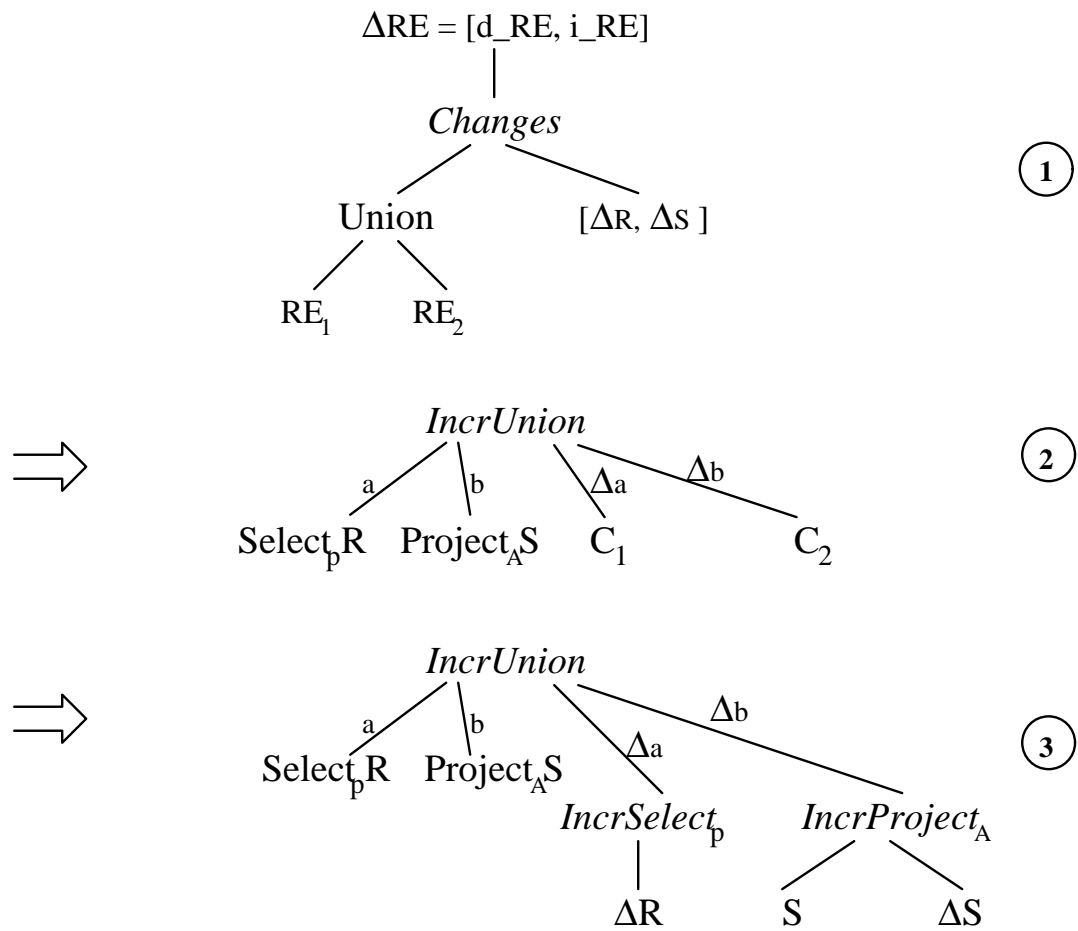 ΔRE = [d_RE, i_RE]
Changes
1
Union [ΔR, ΔS ]
RE1 RE2
IncrUnion
2
a b Δa Δb
SelectpR ProjectAS C1 C2
IncrUnion
a b Δa Δb
3
SelectpR ProjectAS
IncrSelectp IncrProjectA
ΔR S ΔS